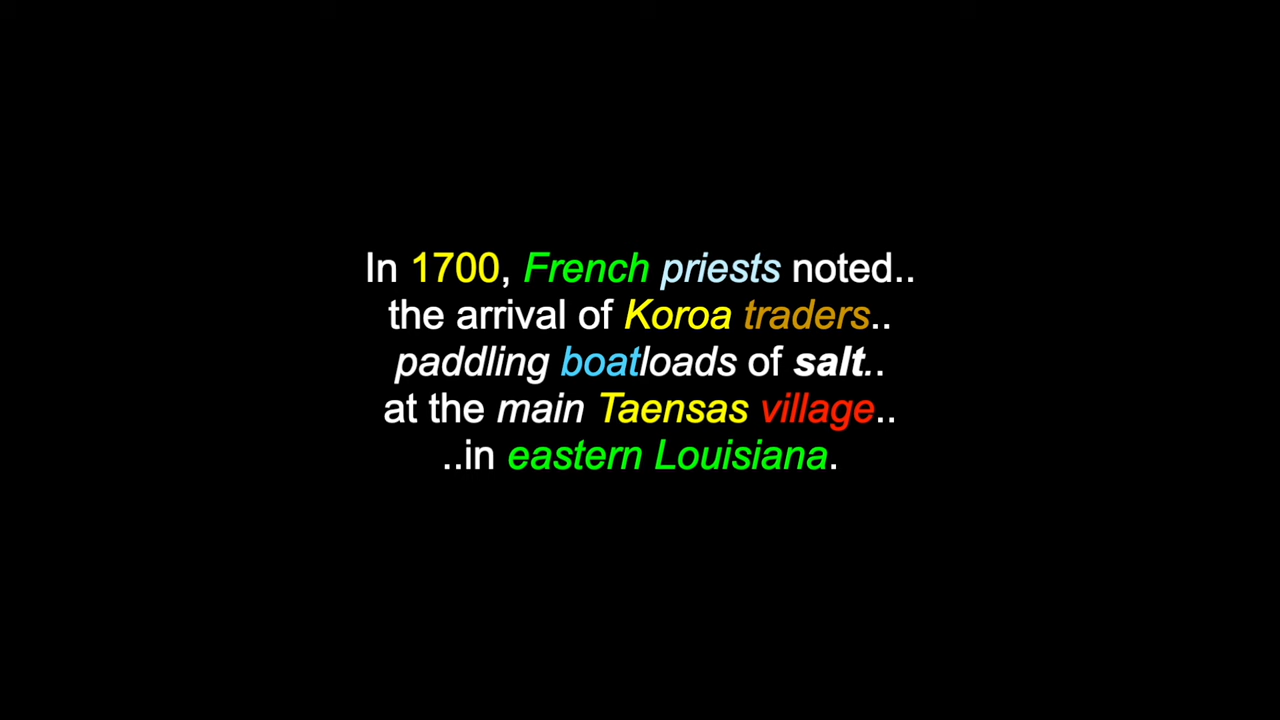 In 1700, French priests noted..
the arrival of Koroa traders..
paddling boatloads of salt..
at the main Taensas village..
..in eastern Louisiana.